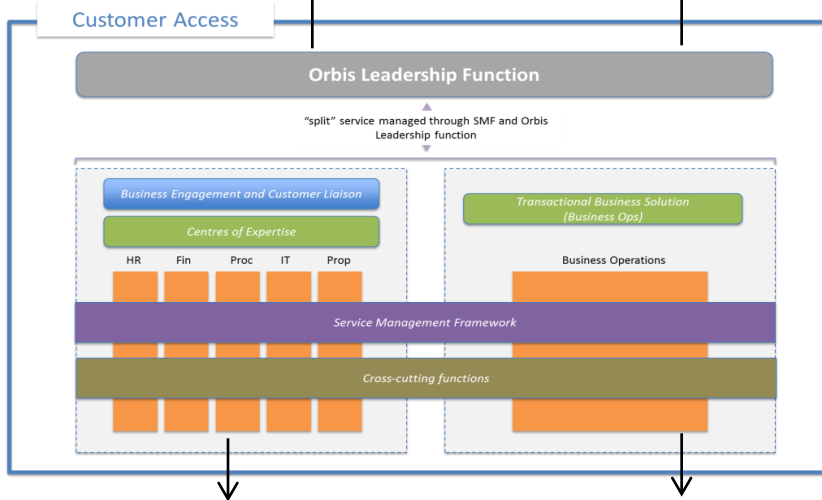 Customer Access
Orbis Leadership Function
“split” service managed through SMF and Orbis
Leadership function
Business Engagement and Customer Liaison
Centres of Expertise
HR Fin Proc IT Prop
Transactional Business Solution
(Business Ops)
Business Operations
Service Management Framework
Cross-cutting functions